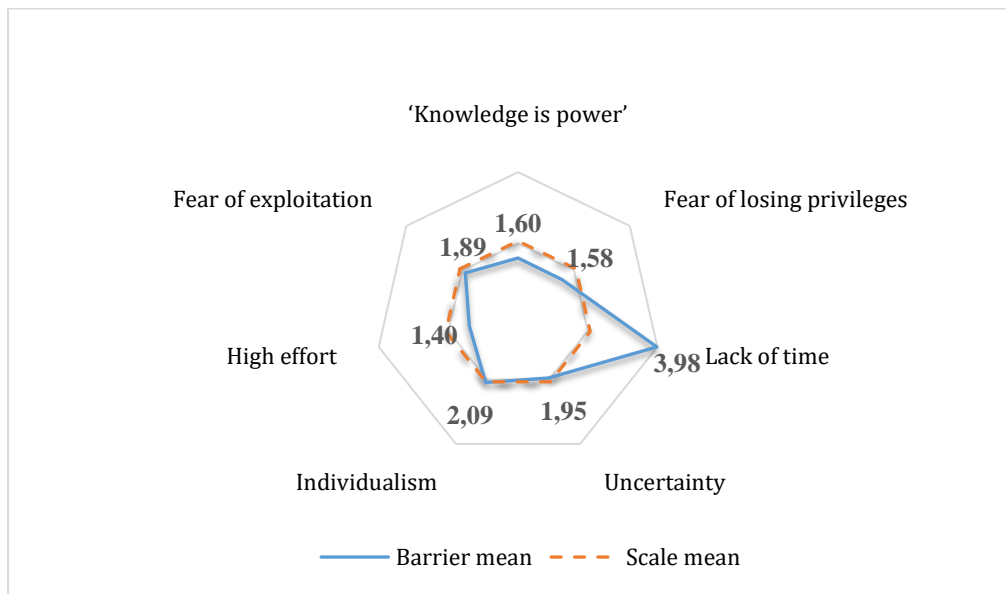 ‘Knowledge is power’
Fear of exploitation
Fear of losing privileges
1,60
1,89
1,58
1,40
High effort
Lack of time
3,98
2,09
1,95
Individualism
Uncertainty
Barrier mean
Scale mean